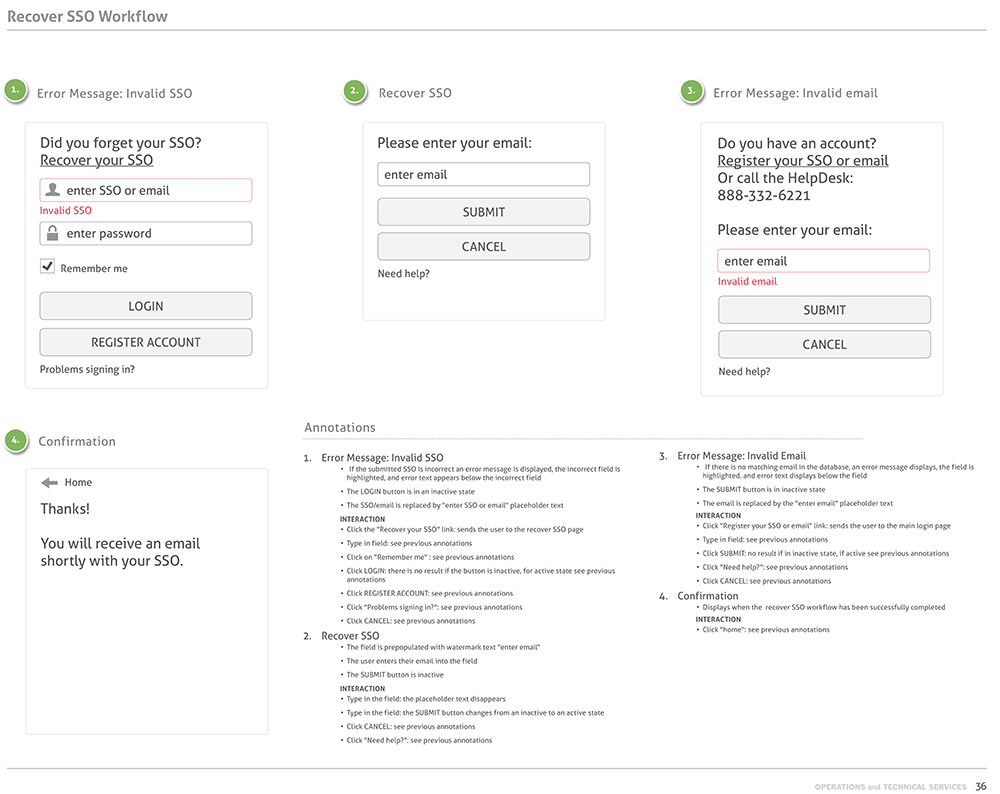 Recover SSO Workflow
1.
Error Message: Invalid SSO
Did you forget your SSO?
Recover your SSO
enter SSO or email
Invalid SSO
enter password
Remember me
LOGIN
REGISTER ACCOUNT
Problems signing in?
2.
Recover SSO
Please enter your email:
enter email
SUBMIT
CANCEL
Need help?
3.
Error Message: Invalid email
Do you have an account?
Register your SSO or email
Or call the HelpDesk:
888-332-6221
Please enter your email:
enter email
Invalid email
SUBMIT
CANCEL
Need help?
4.
Confirmation
Home
Thanks!
You will receive an email
shortly with your SSO.
Annotations
1. Error Message: Invalid SSO
• If the submitted SSO is incorrect an error message is displayed, the incorrect field is
highlighted, and error text appears below the incorrect field
• The LOGIN button is in an inactive state
• The SSO/email is replaced by "enter SSO or email" placeholder text
INTERACTION
• Click the "Recover your SSO" link: sends the user to the recover SSO page
• Type in field: see previous annotations
• Click on "Remember me" : see previous annotations
• Click LOGIN: there is no result if the button is inactive, for active state see previous
annotations
• Click REGISTER ACCOUNT: see previous annotations
• Click "Problems signing in?": see previous annotations
• Click CANCEL: see previous annotations
2. Recover SSO
• The field is prepopulated with watermark text "enter email"
• The user enters their email into the field
• The SUBMIT button is inactive
INTERACTION
• Type in the field: the placeholder text disappears
• Type in the field: the SUBMIT button changes from an inactive to an active state
• Click CANCEL: see previous annotations
• Click "Need help?": see previous annotations
3. Error Message: Invalid Email
• If there is no matching email in the database, an error message displays, the field is
highlighted, and error text displays below the field
• The SUBMIT button is in inactive state
• The email is replaced by the "enter email" placeholder text
INTERACTION
• Click "Register your SSO or email" link: sends the user to the main login page
• Type in field: see previous annotations
• Click SUBMIT: no result if in inactive state, if active see previous annotations
• Click "Need help?": see previous annotations
• Click CANCEL: see previous annotations
4. Confirmation
• Displays when the recover SSO workflow has been successfully completed
INTERACTION
• Click "home": see previous annotations
OPERATIONS and TECHNICAL SERVICES 36